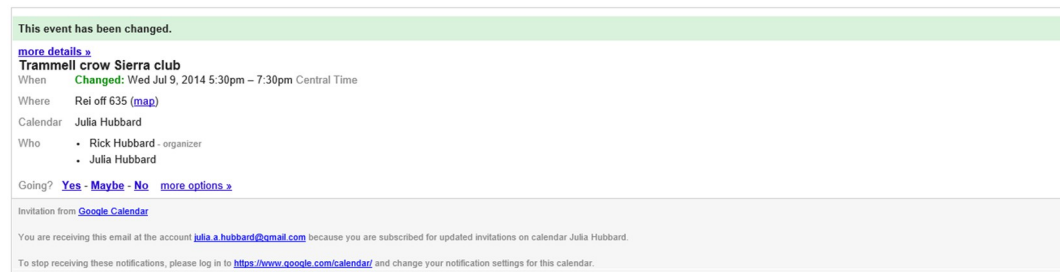 This event has been changed.
more details »
Trammell crow Sierra club
When Changed: Wed Jul 9, 2014 5:30pm – 7:30pm Central Time
Where Rei off 635 (map)
Calendar Julia Hubbard
Who • Rick Hubbard - organizer
• Julia Hubbard
Going? Yes - Maybe - No more options »
Invitation from Google Calendar
You are receiving this email at the account julia.a.hubbard@gmail.com because you are subscribed for updated invitations on calendar Julia Hubbard.
To stop receiving these notifications, please log in to https://www.google.com/calendar/ and change your notification settings for this calendar.